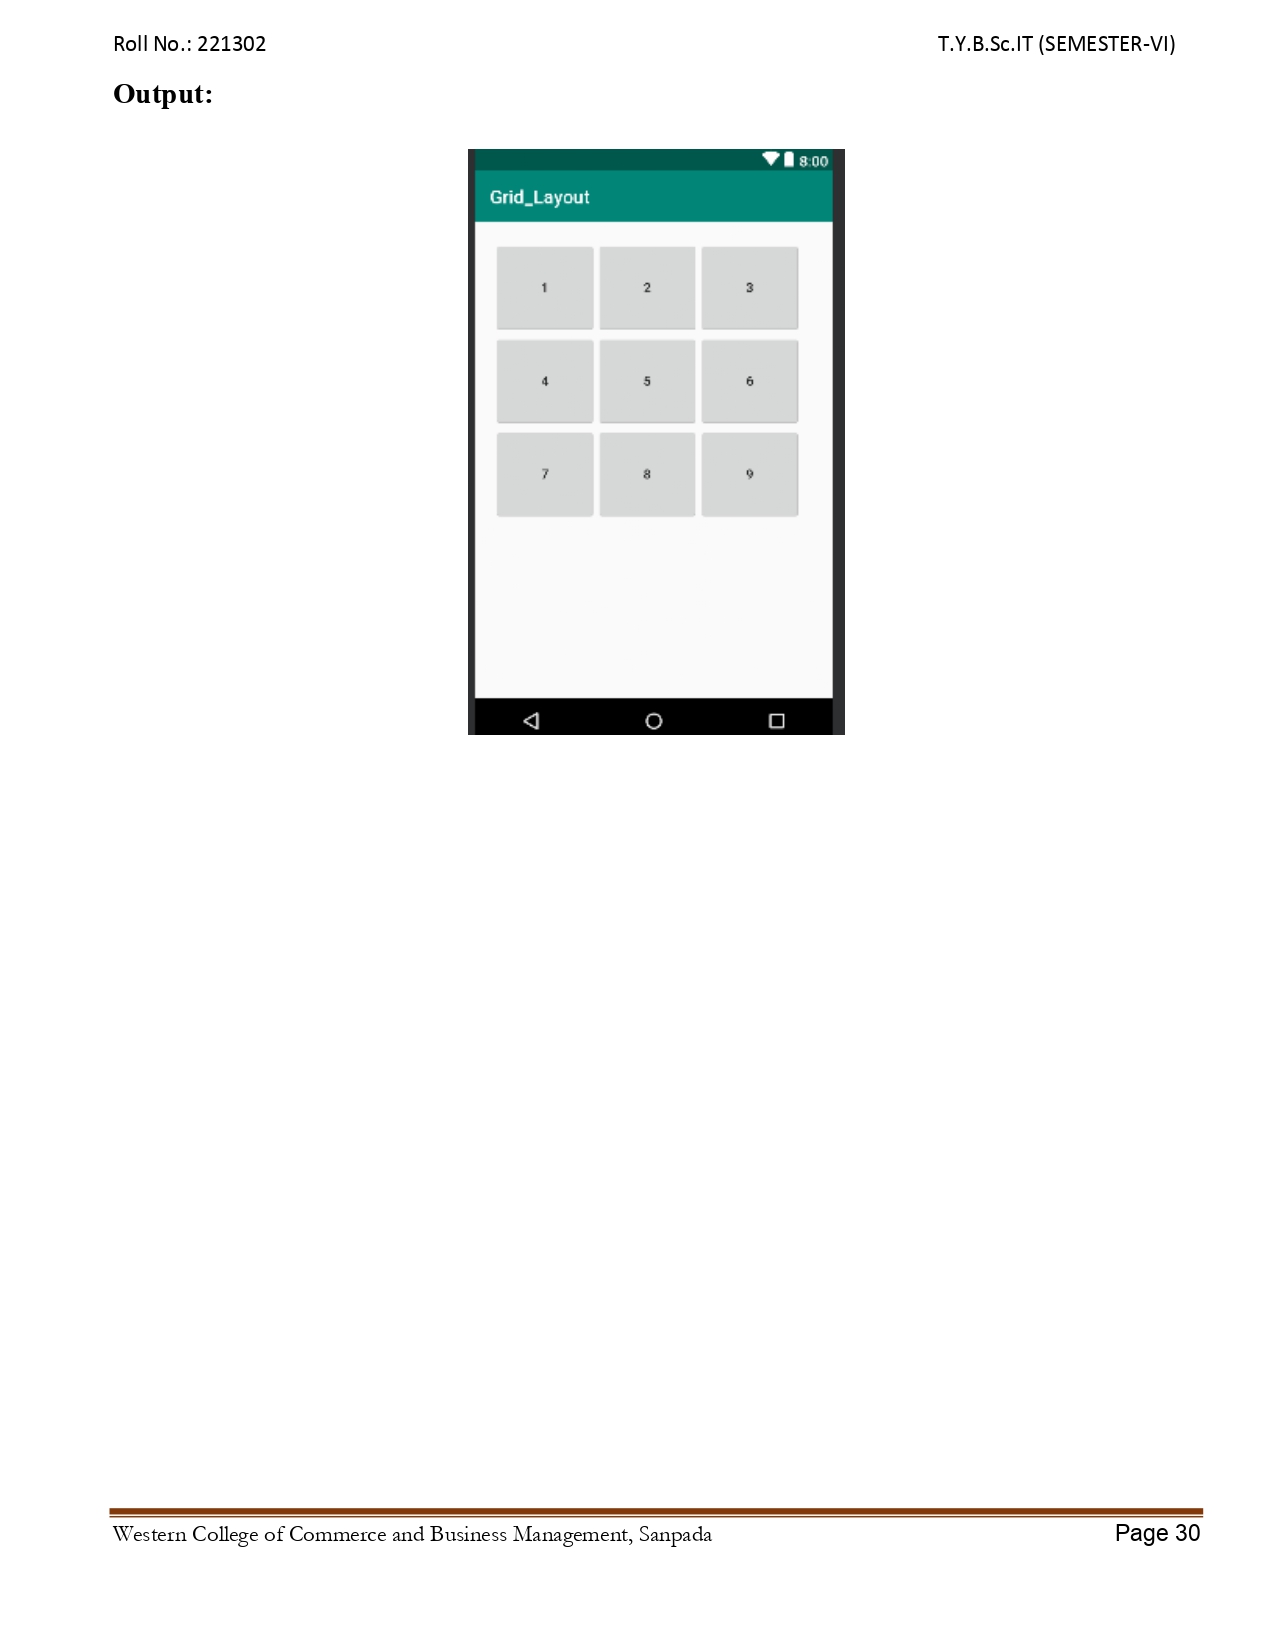 Roll No.: 221302 T.Y.B.Sc.IT (SEMESTER-VI)
Output:
8:00
Grid_Layout
1 2 3
4 5 6
7 8 9
Western College of Commerce and Business Management, Sanpada Page 30